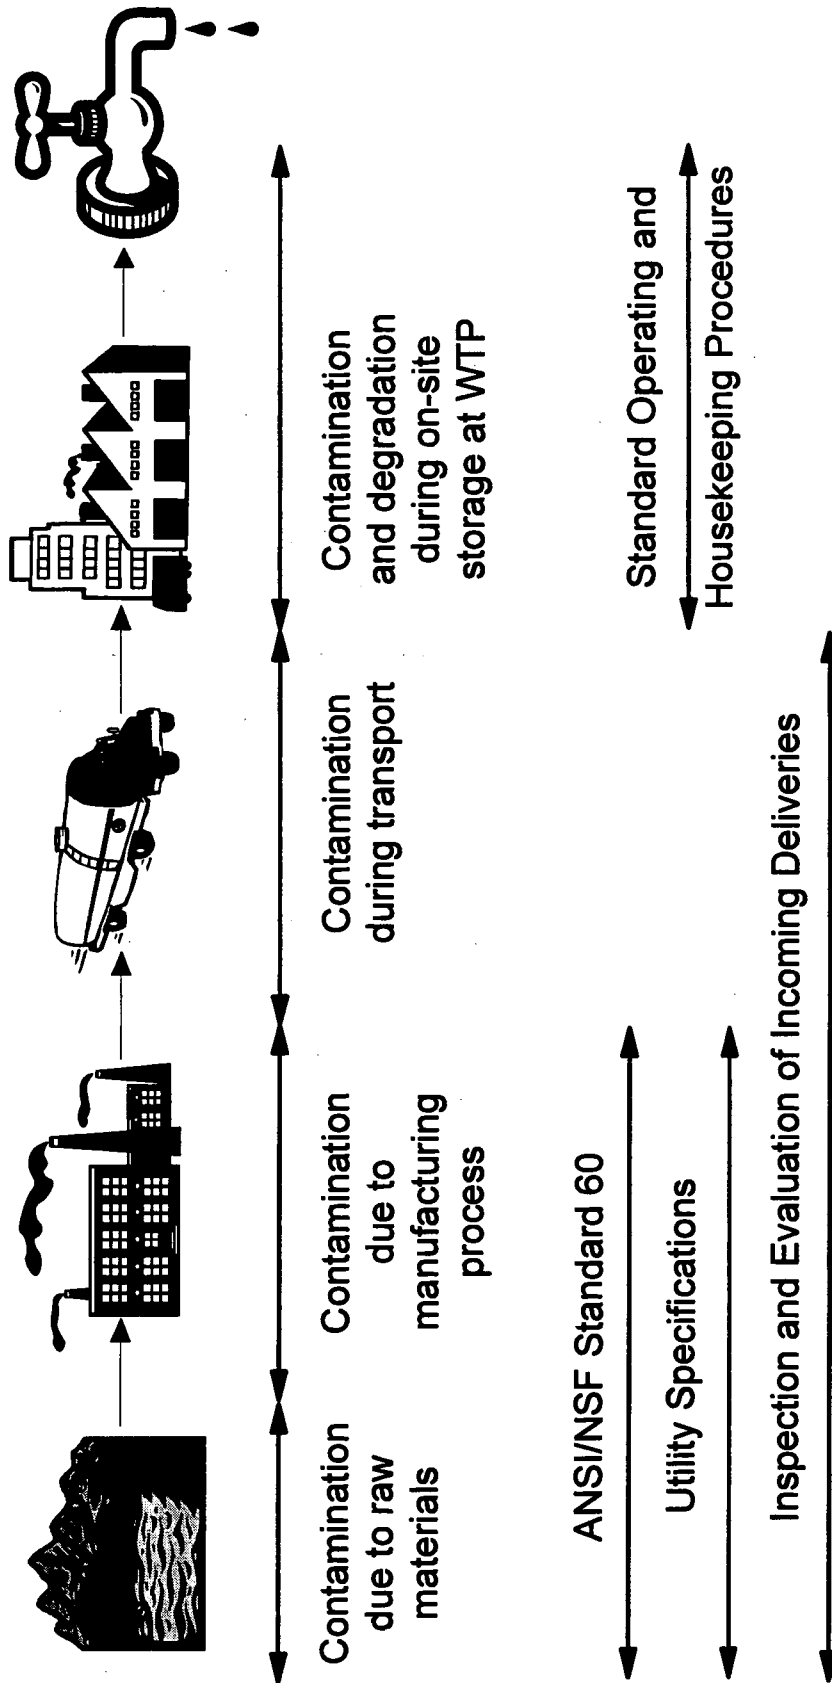 Contamination
due to raw
materials
Contamination
due to
manufacturing
process
Contamination
during transport
Contamination
and degradation
during on-site
storage at WTP
ANSI/NSF Standard 60
Utility Specifications
Standard Operating and
Housekeeping Procedures
Inspection and Evaluation of Incoming Deliveries